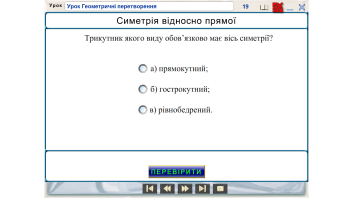 Урок Урок Геометричні перетворення 19
Симетрія відносно прямої
Трикутник якого виду обов'язково має вісь симетрії?
а) прямокутний;
б) гострокутний;
в) рівнобедрений.
ПЕРЕВІРИТИ